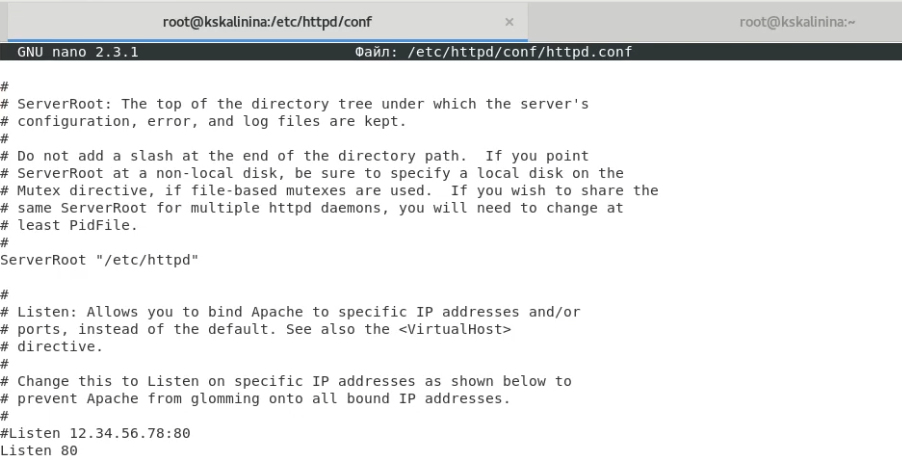 root@kskalinina:/etc/httpd/conf × root@kskalinina:~
GNU nano 2.3.1 Файл: /etc/httpd/conf/httpd.conf
#
# ServerRoot: The top of the directory tree under which the server's
# configuration, error, and log files are kept.
#
# Do not add a slash at the end of the directory path.  If you point
# ServerRoot at a non-local disk, be sure to specify a local disk on the
# Mutex directive, if file-based mutexes are used.  If you wish to share the
# same ServerRoot for multiple httpd daemons, you will need to change at
# least PidFile.
#
ServerRoot "/etc/httpd"
#
# Listen: Allows you to bind Apache to specific IP addresses and/or
# ports, instead of the default. See also the <VirtualHost>
# directive.
#
# Change this to Listen on specific IP addresses as shown below to
# prevent Apache from glomming onto all bound IP addresses.
#
#Listen 12.34.56.78:80
Listen 80